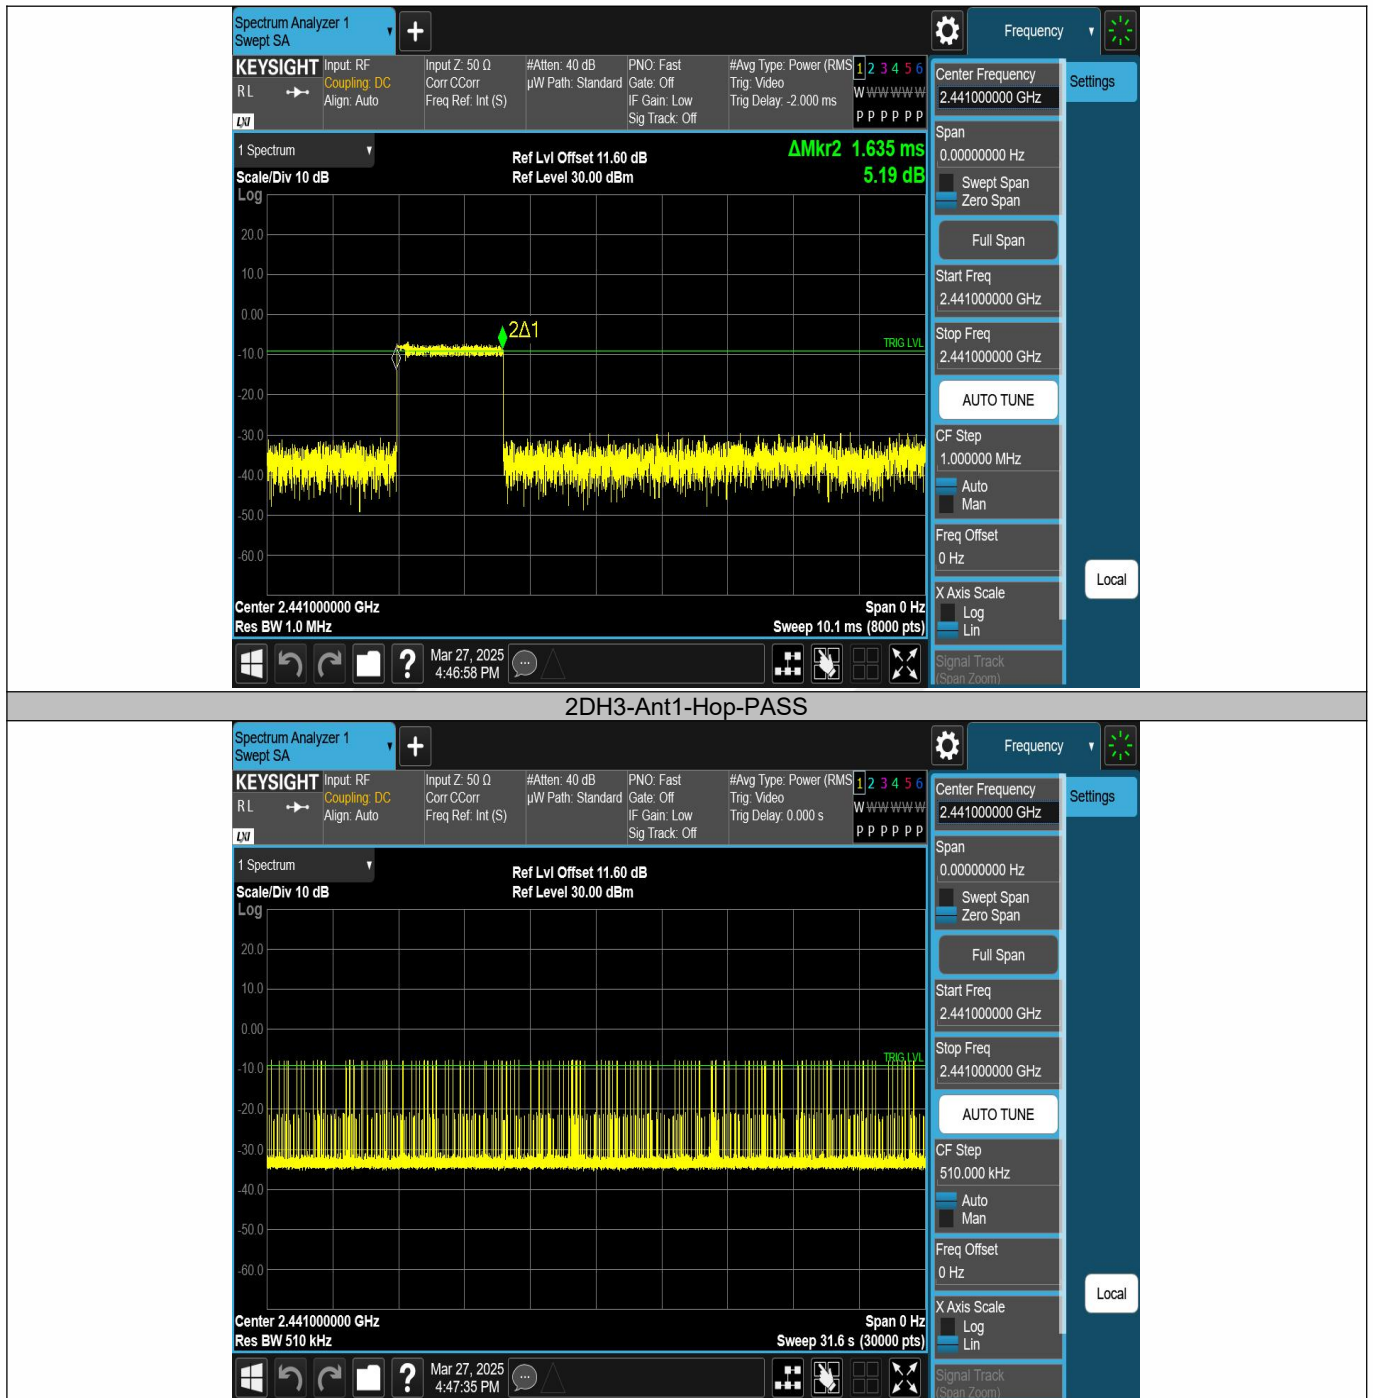 Spectrum Analyzer 1
Swept SA
Frequency
KEYSIGHT
RL
LXI
Input: RF
Coupling: DC
Align: Auto
Input Z: 50 Ω
Corr CCorr
Freq Ref: Int (S)
#Atten: 40 dB
µW Path: Standard
PNO: Fast
Gate: Off
IF Gain: Low
Sig Track: Off
#Avg Type: Power (RMS
Trig: Video
Trig Delay: -2.000 ms
1 2 3 4 5 6
W W W W W W
P P P P P P
1 Spectrum
Scale/Div 10 dB
Ref Lvl Offset 11.60 dB
Ref Level 30.00 dBm
ΔMkr2 1.635 ms
5.19 dB
Log
20.0
10.0
0.00
-10.0
-20.0
-30.0
-40.0
-50.0
-60.0
2Δ1
TRIG LVL
Center 2.441000000 GHz
Res BW 1.0 MHz
Span 0 Hz
Sweep 10.1 ms (8000 pts)
Mar 27, 2025
4:46:58 PM
Center Frequency
2.441000000 GHz
Settings
Span
0.00000000 Hz
Swept Span
Zero Span
Full Span
Start Freq
2.441000000 GHz
Stop Freq
2.441000000 GHz
AUTO TUNE
CF Step
1.000000 MHz
Auto
Man
Freq Offset
0 Hz
Local
X Axis Scale
Log
Lin
Signal Track
(Span Zoom)
2DH3-Ant1-Hop-PASS
Spectrum Analyzer 1
Swept SA
Frequency
KEYSIGHT
RL
LXI
Input: RF
Coupling: DC
Align: Auto
Input Z: 50 Ω
Corr CCorr
Freq Ref: Int (S)
#Atten: 40 dB
µW Path: Standard
PNO: Fast
Gate: Off
IF Gain: Low
Sig Track: Off
#Avg Type: Power (RMS
Trig: Video
Trig Delay: 0.000 s
1 2 3 4 5 6
W W W W W W
P P P P P P
1 Spectrum
Scale/Div 10 dB
Ref Lvl Offset 11.60 dB
Ref Level 30.00 dBm
Log
20.0
10.0
0.00
-10.0
-20.0
-30.0
-40.0
-50.0
-60.0
TRIG LVL
Center 2.441000000 GHz
Res BW 510 kHz
Span 0 Hz
Sweep 31.6 s (30000 pts)
Mar 27, 2025
4:47:35 PM
Center Frequency
2.441000000 GHz
Settings
Span
0.00000000 Hz
Swept Span
Zero Span
Full Span
Start Freq
2.441000000 GHz
Stop Freq
2.441000000 GHz
AUTO TUNE
CF Step
510.000 kHz
Auto
Man
Freq Offset
0 Hz
Local
X Axis Scale
Log
Lin
Signal Track
(Span Zoom)